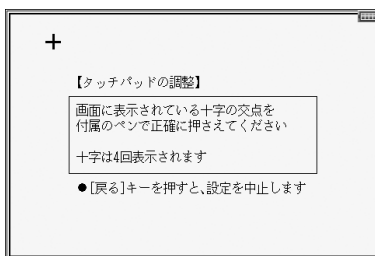 【タッチパッドの調整】
画面に表示されている十字の交点を
付属のペンで正確に押さえてください
十字は4回表示されます
●[戻る]キーを押すと、設定を中止します